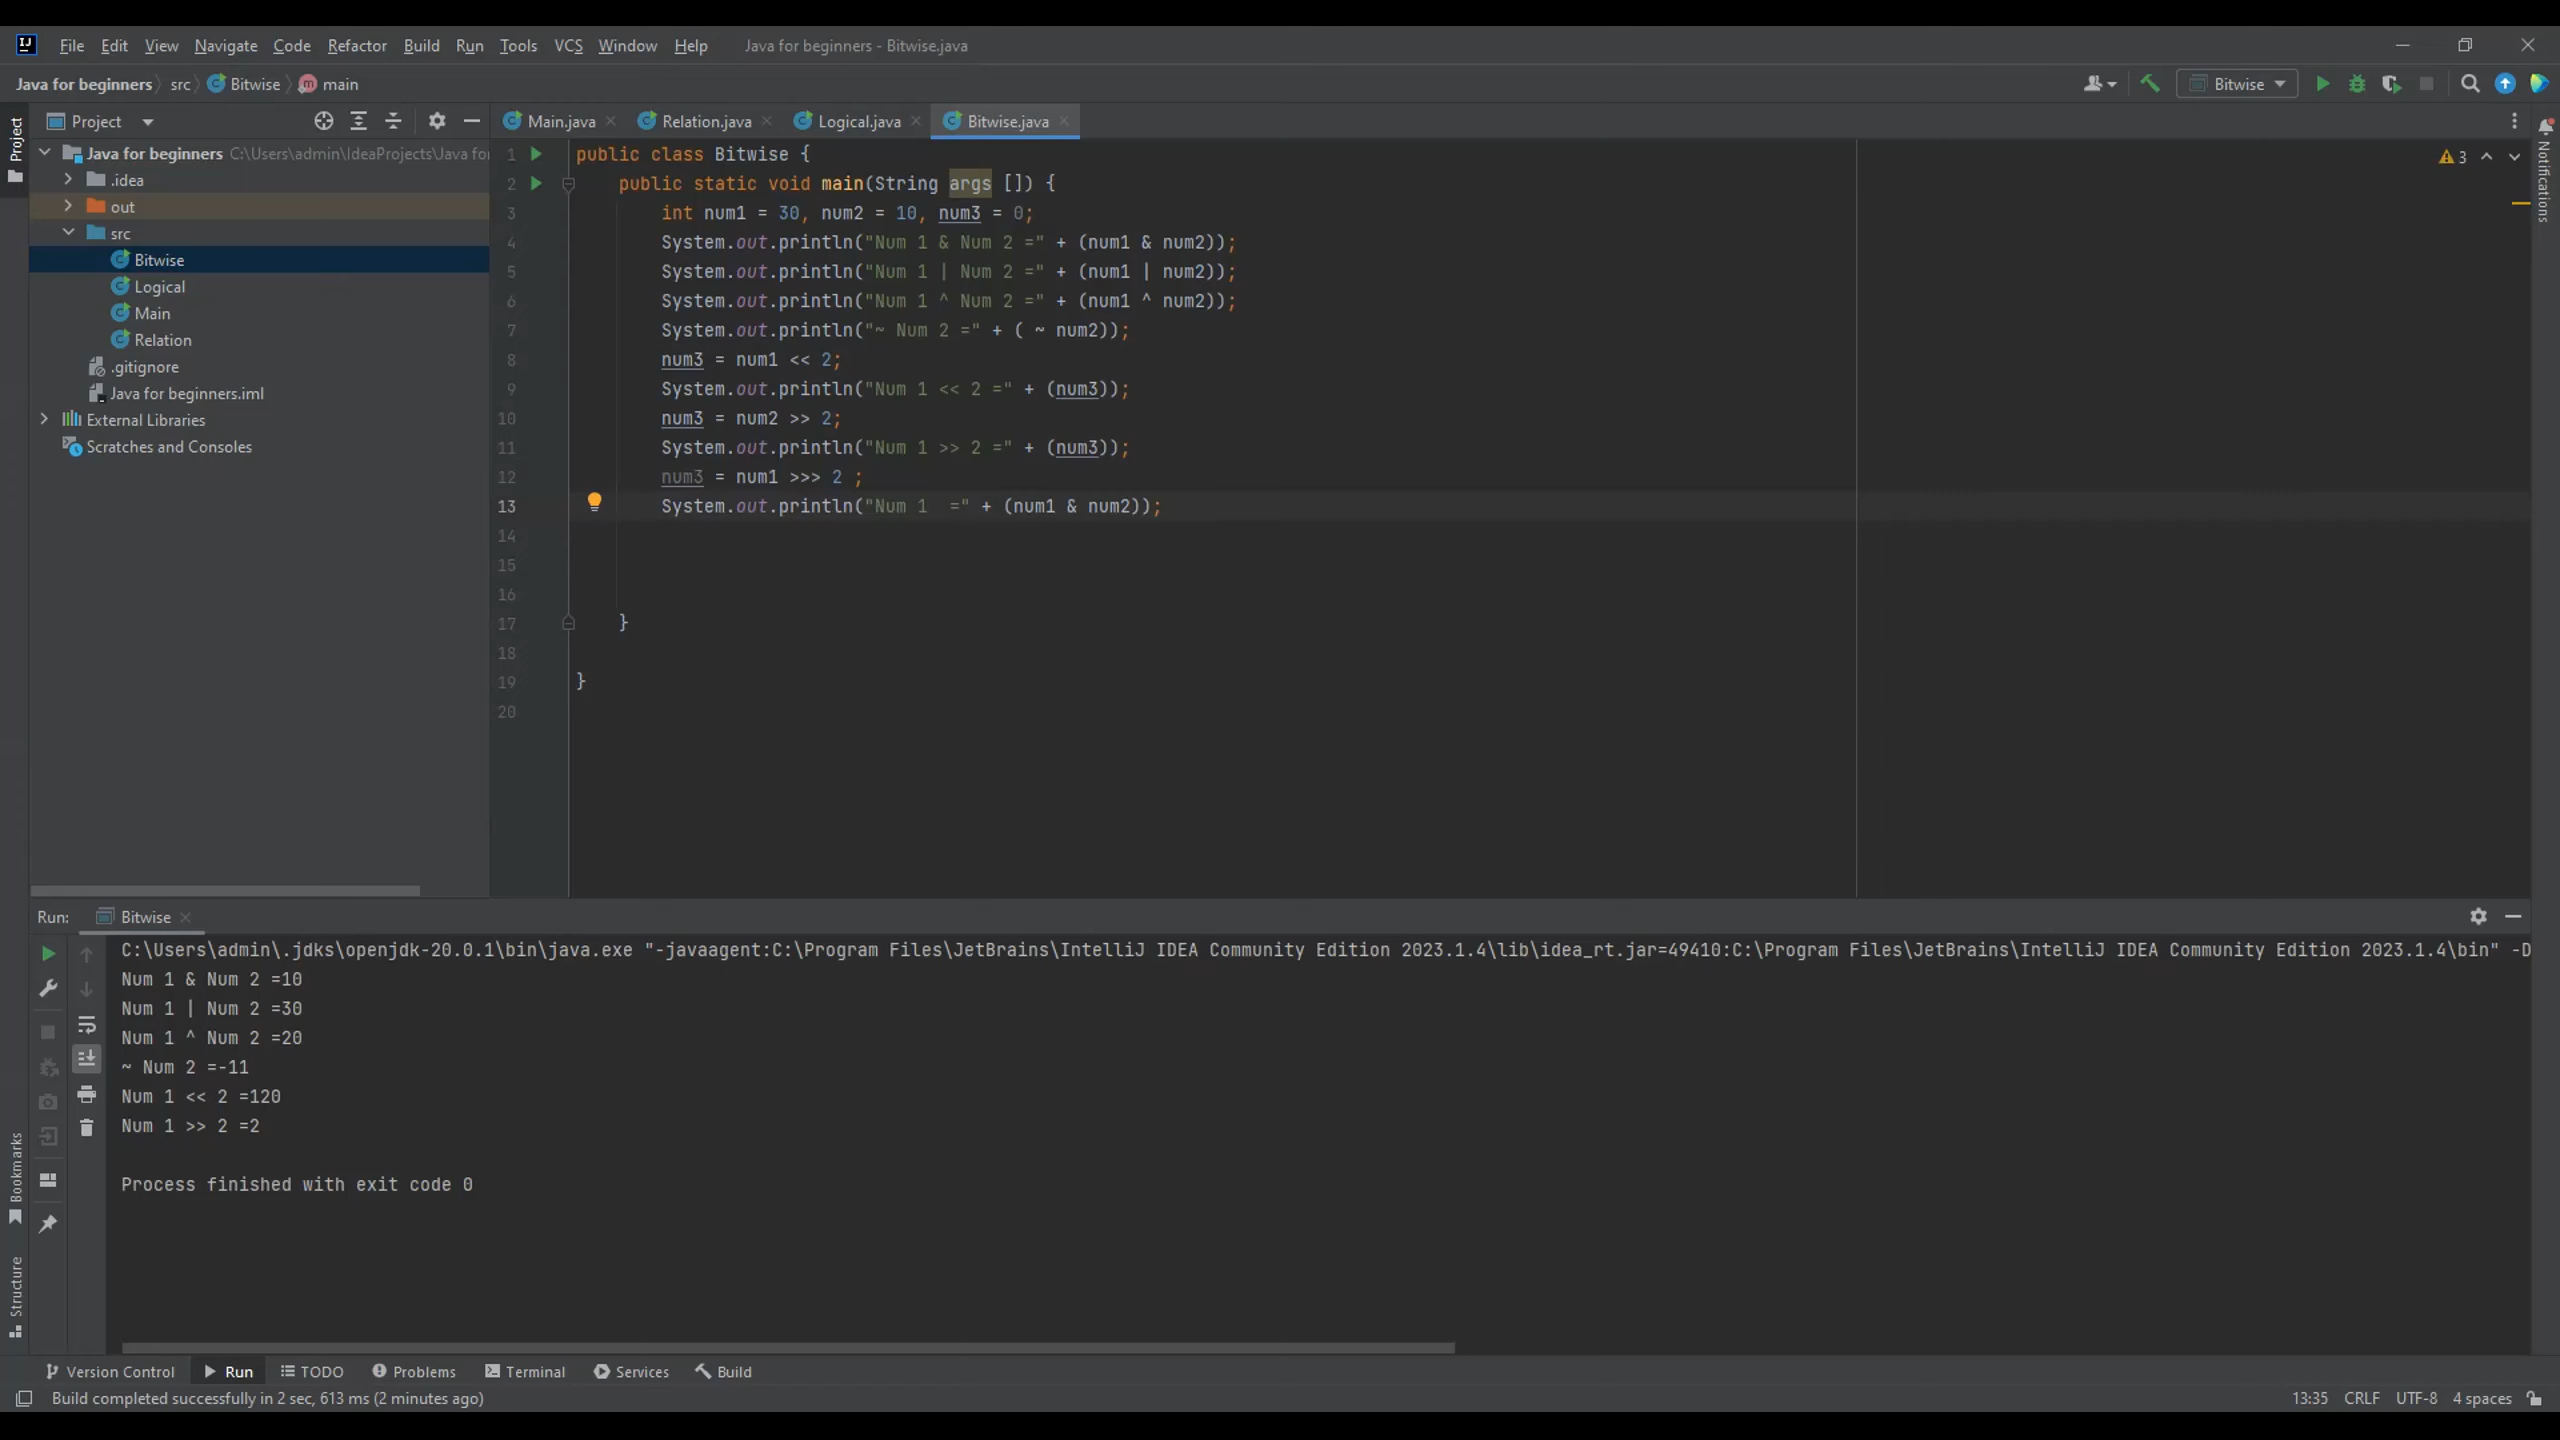 File Edit View Navigate Code Refactor Build Run Tools VCS Window Help Java for beginners - Bitwise.java
Java for beginners src Bitwise main Bitwise
Project Main.java Relation.java Logical.java Bitwise.java
Java for beginners C:\Users\admin\IdeaProjects\Java for
.idea
out
src
Bitwise
Logical
Main
Relation
.gitignore
Java for beginners.iml
External Libraries
Scratches and Consoles
Project
Bookmarks
Structure
Notifications
3
1 public class Bitwise {
2 public static void main(String args []) {
3 int num1 = 30, num2 = 10, num3 = 0;
4 System.out.println("Num 1 & Num 2 =" + (num1 & num2));
5 System.out.println("Num 1 | Num 2 =" + (num1 | num2));
6 System.out.println("Num 1 ^ Num 2 =" + (num1 ^ num2));
7 System.out.println("~ Num 2 =" + ( ~ num2));
8 num3 = num1 << 2;
9 System.out.println("Num 1 << 2 =" + (num3));
10 num3 = num2 >> 2;
11 System.out.println("Num 1 >> 2 =" + (num3));
12 num3 = num1 >>> 2 ;
13 System.out.println("Num 1  =" + (num1 & num2));
14
15
16
17 }
18
19 }
20
Run: Bitwise
C:\Users\admin\.jdks\openjdk-20.0.1\bin\java.exe "-javaagent:C:\Program Files\JetBrains\IntelliJ IDEA Community Edition 2023.1.4\lib\idea_rt.jar=49410:C:\Program Files\JetBrains\IntelliJ IDEA Community Edition 2023.1.4\bin" -D
Num 1 & Num 2 =10
Num 1 | Num 2 =30
Num 1 ^ Num 2 =20
~ Num 2 =-11
Num 1 << 2 =120
Num 1 >> 2 =2
Process finished with exit code 0
Version Control Run TODO Problems Terminal Services Build
Build completed successfully in 2 sec, 613 ms (2 minutes ago) 13:35 CRLF UTF-8 4 spaces